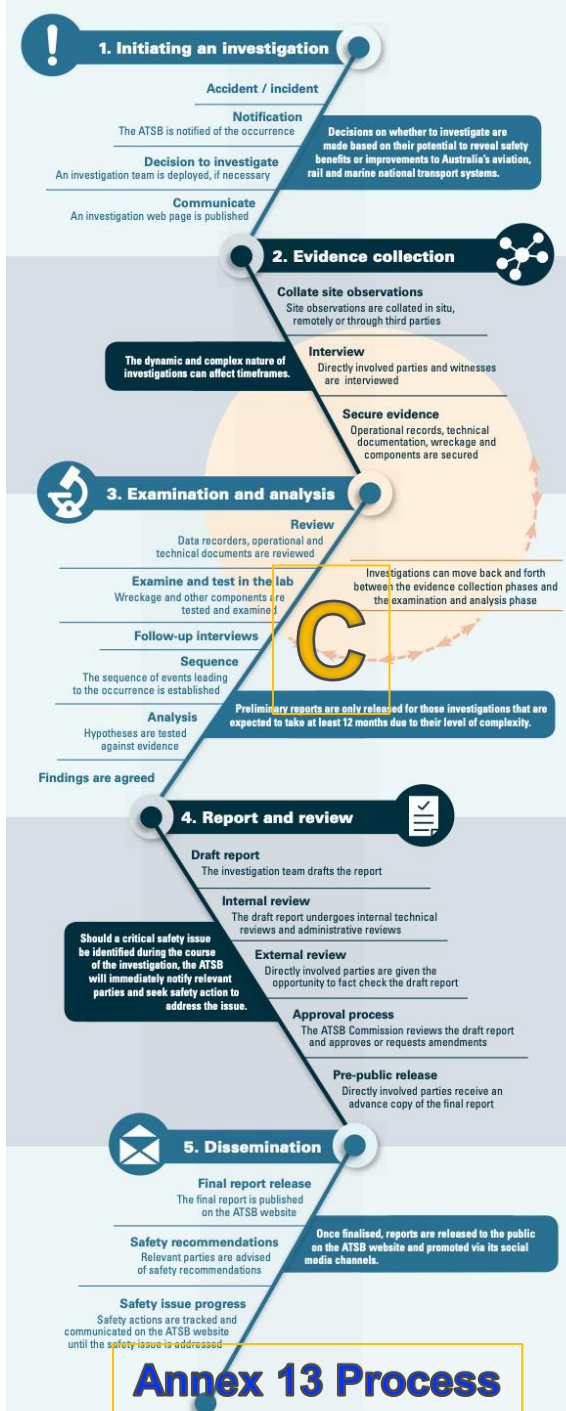 1. Initiating an investigation
Accident / incident
Notification
The ATSB is notified of the occurrence
Decision to investigate
An investigation team is deployed, if necessary
Communicate
An investigation web page is published
Decisions on whether to investigate are
made based on their potential to reveal safety
benefits or improvements to Australia's aviation,
rail and marine national transport systems.
2. Evidence collection
Collate site observations
Site observations are collated in situ,
remotely or through third parties
Interview
Directly involved parties and witnesses
are interviewed
Secure evidence
Operational records, technical
documentation, wreckage and
components are secured
The dynamic and complex nature of
investigations can affect timeframes.
3. Examination and analysis
Review
Data recorders, operational and
technical documents are reviewed
Examine and test in the lab
Wreckage and other components are
tested and examined
Follow-up interviews
Sequence
The sequence of events leading
to the occurrence is established
Analysis
Hypotheses are tested
against evidence
Findings are agreed
Investigations can move back and forth
between the evidence collection phases and
the examination and analysis phase
C
Preliminary reports are only released for those investigations that are
expected to take at least 12 months due to their level of complexity.
4. Report and review
Draft report
The investigation team drafts the report
Internal review
The draft report undergoes internal technical
reviews and administrative reviews
External review
Directly involved parties are given the
opportunity to fact check the draft report
Approval process
The ATSB Commission reviews the draft report
and approves or requests amendments
Pre-public release
Directly involved parties receive an
advance copy of the final report
Should a critical safety issue
be identified during the course
of the investigation, the ATSB
will immediately notify relevant
parties and seek safety action to
address the issue.
5. Dissemination
Final report release
The final report is published
on the ATSB website
Safety recommendations
Relevant parties are advised
of safety recommendations
Safety issue progress
Safety actions are tracked and
communicated on the ATSB website
until the safety issue is addressed
Once finalised, reports are released to the public
on the ATSB website and promoted via its social
media channels.
Annex 13 Process